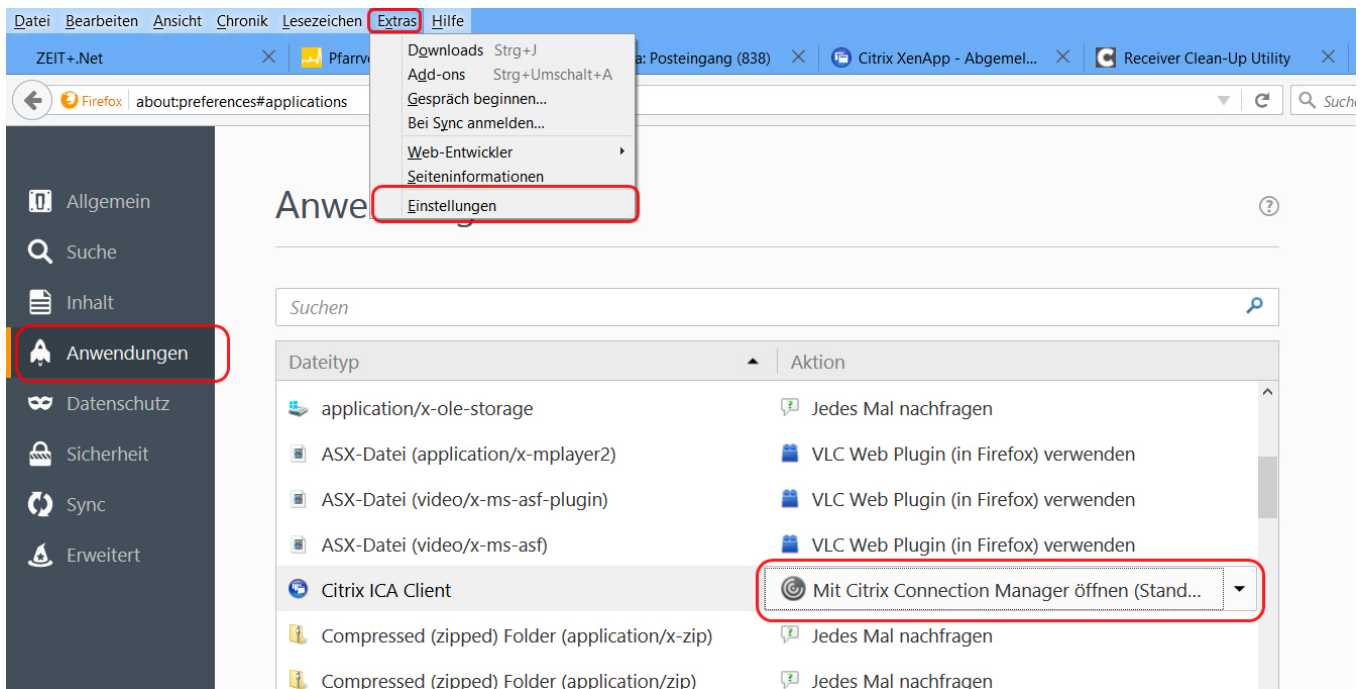 Datei Bearbeiten Ansicht Chronik Lesezeichen Extras Hilfe
ZEIT+.Net Pfarrv a: Posteingang (838) Citrix XenApp - Abgemel... Receiver Clean-Up Utility
Downloads Strg+J
Add-ons Strg+Umschalt+A
Gespräch beginnen...
Bei Sync anmelden...
Web-Entwickler
Seiteninformationen
Einstellungen
Firefox about:preferences#applications Suche
Allgemein
Suche
Inhalt
Anwendungen
Datenschutz
Sicherheit
Sync
Erweitert
Anwe
Suchen
Dateityp Aktion
application/x-ole-storage Jedes Mal nachfragen
ASX-Datei (application/x-mplayer2) VLC Web Plugin (in Firefox) verwenden
ASX-Datei (video/x-ms-asf-plugin) VLC Web Plugin (in Firefox) verwenden
ASX-Datei (video/x-ms-asf) VLC Web Plugin (in Firefox) verwenden
Citrix ICA Client Mit Citrix Connection Manager öffnen (Stand...
Compressed (zipped) Folder (application/x-zip) Jedes Mal nachfragen
Compressed (zipped) Folder (application/zip) Jedes Mal nachfragen